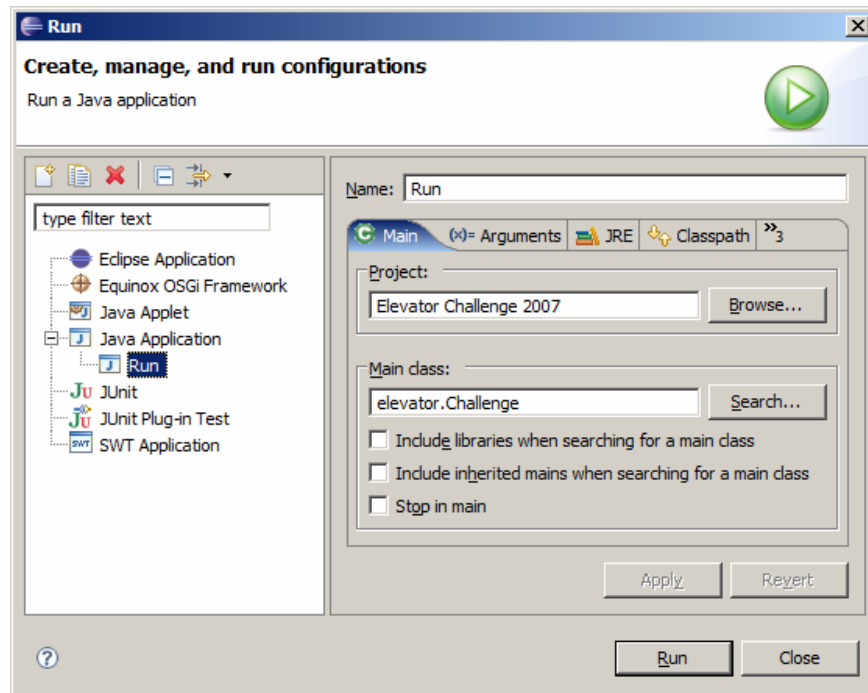 Run
Create, manage, and run configurations
Run a Java application
type filter text
Eclipse Application
Equinox OSGi Framework
Java Applet
Java Application
Run
JUnit
JUnit Plug-in Test
SWT Application
Name: Run
Main (x)= Arguments JRE Classpath »3
Project:
Elevator Challenge 2007 Browse...
Main class:
elevator.Challenge Search...
Include libraries when searching for a main class
Include inherited mains when searching for a main class
Stop in main
Apply Revert
Run Close